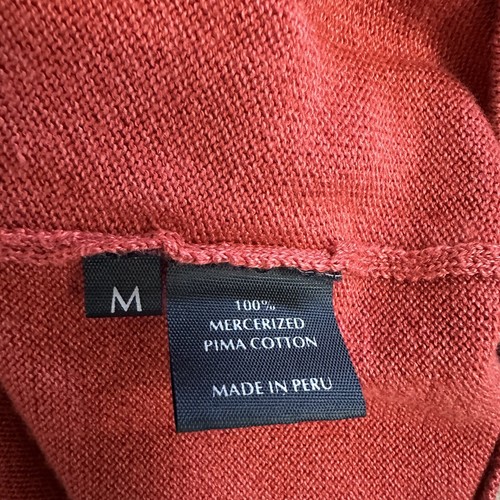 M
100%
MERCERIZED
PIMA COTTON
MADE IN PERU